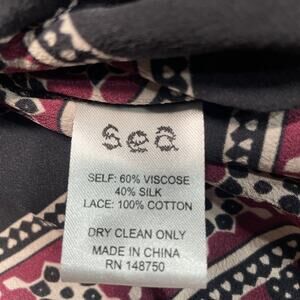 sea
SELF: 60% VISCOSE
40% SILK
LACE: 100% COTTON
DRY CLEAN ONLY
MADE IN CHINA
RN 148750